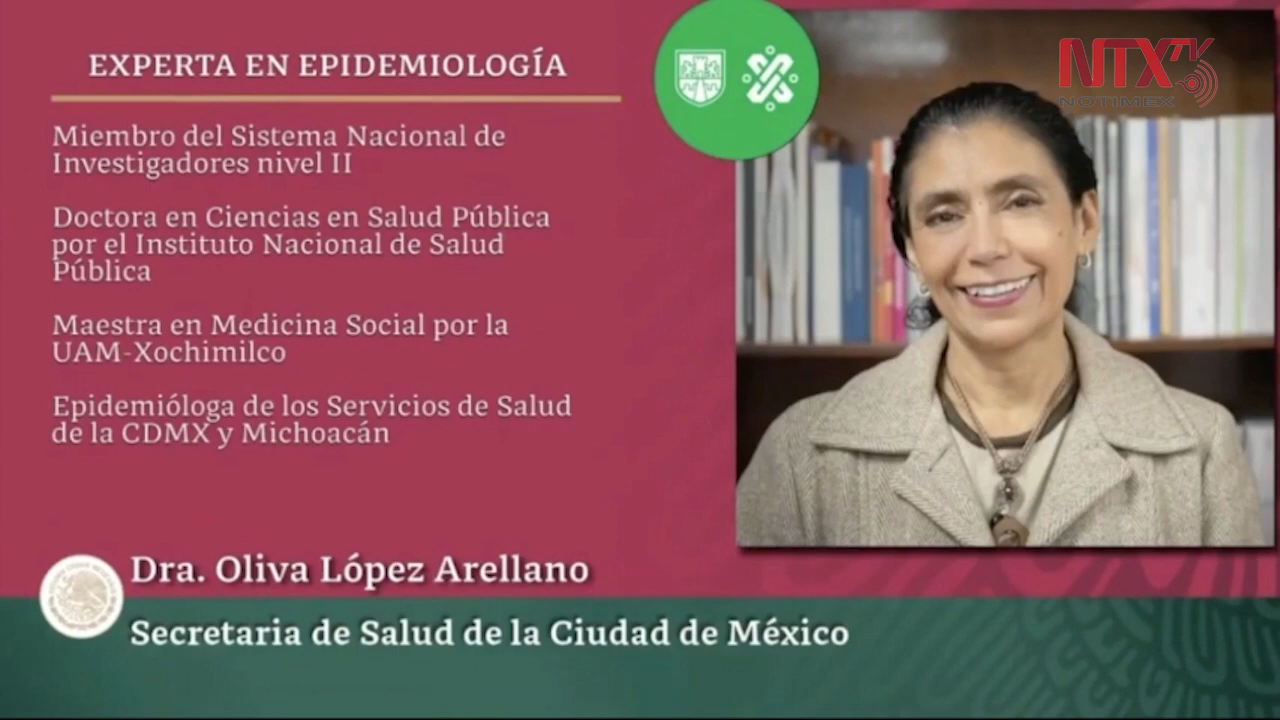 EXPERTA EN EPIDEMIOLOGÍA
NTXTV
NOTIMEX
Miembro del Sistema Nacional de
Investigadores nivel II
Doctora en Ciencias en Salud Pública
por el Instituto Nacional de Salud
Pública
Maestra en Medicina Social por la
UAM-Xochimilco
Epidemióloga de los Servicios de Salud
de la CDMX y Michoacán
Dra. Oliva López Arellano
Secretaria de Salud de la Ciudad de México